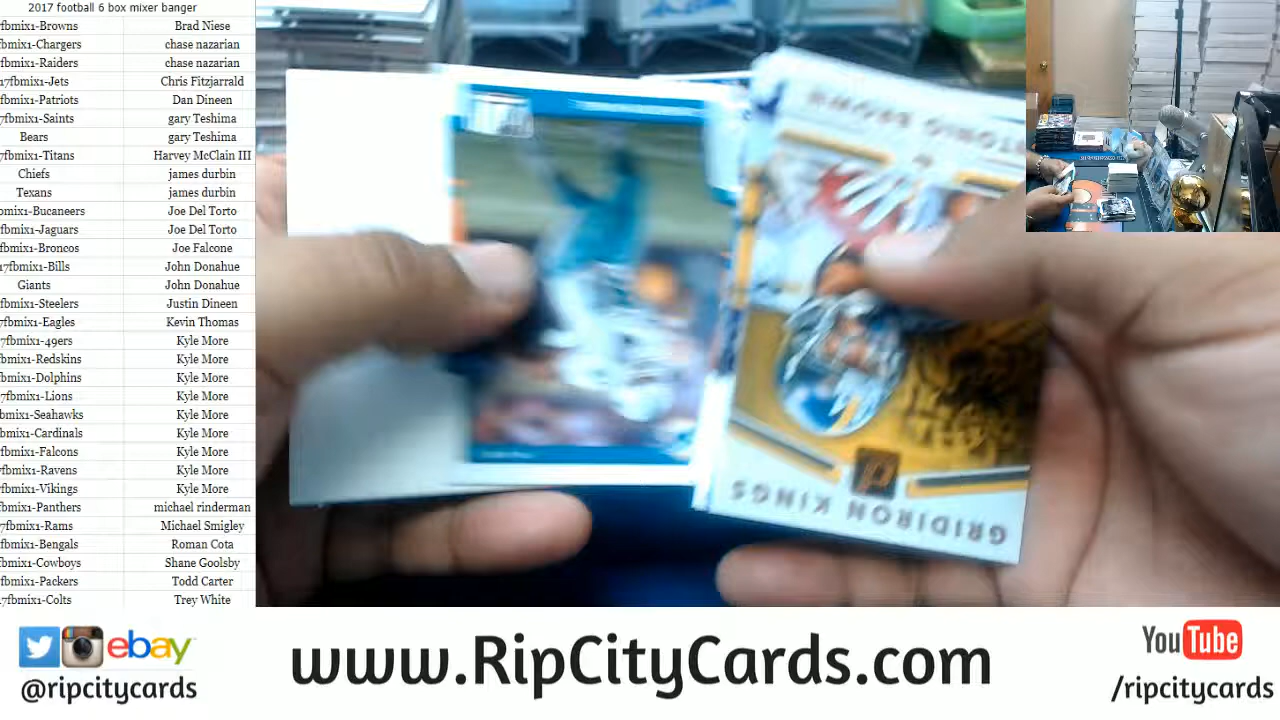 2017 football 6 box mixer banger
fbmix1-Browns Brad Niese
fbmix1-Chargers chase nazarian
fbmix1-Raiders chase nazarian
17fbmix1-Jets Chris Fitzjarrald
fbmix1-Patriots Dan Dineen
7fbmix1-Saints gary Teshima
Bears gary Teshima
7fbmix1-Titans Harvey McClain III
Chiefs james durbin
Texans james durbin
bmix1-Bucaneers Joe Del Torto
fbmix1-Jaguars Joe Del Torto
fbmix1-Broncos Joe Falcone
17fbmix1-Bills John Donahue
Giants John Donahue
fbmix1-Steelers Justin Dineen
7fbmix1-Eagles Kevin Thomas
7fbmix1-49ers Kyle More
fbmix1-Redskins Kyle More
fbmix1-Dolphins Kyle More
7fbmix1-Lions Kyle More
bmix1-Seahawks Kyle More
fbmix1-Cardinals Kyle More
7fbmix1-Falcons Kyle More
fbmix1-Ravens Kyle More
7fbmix1-Vikings Kyle More
fbmix1-Panthers michael rinderman
7fbmix1-Rams Michael Smigley
fbmix1-Bengals Roman Cota
fbmix1-Cowboys Shane Goolsby
fbmix1-Packers Todd Carter
7fbmix1-Colts Trey White
BROWN
GRIDIRON KINGS
ebay
@ripcitycards
www.RipCityCards.com
YouTube
/ripcitycards